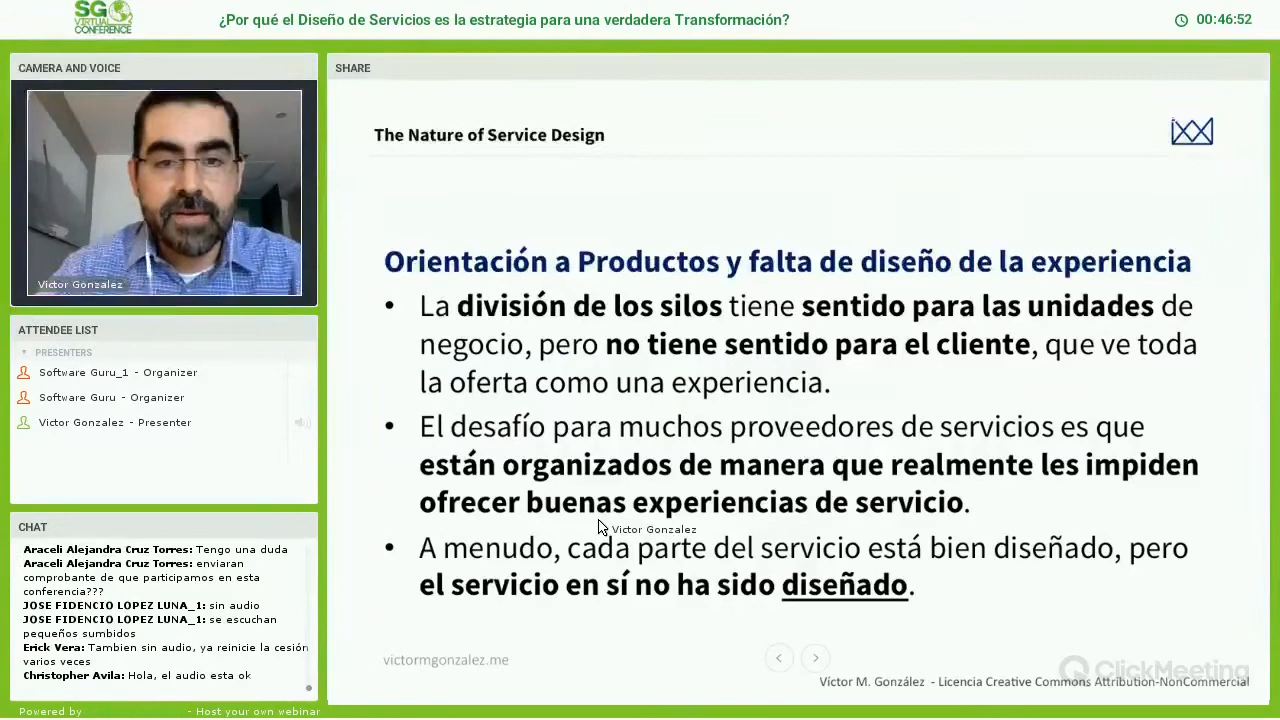 SG
VIRTUAL
CONFERENCE
¿Por qué el Diseño de Servicios es la estrategia para una verdadera Transformación?
00:46:52
CAMERA AND VOICE
Victor Gonzalez
ATTENDEE LIST
PRESENTERS
Software Guru_1 - Organizer
Software Guru - Organizer
Victor Gonzalez - Presenter
CHAT
Araceli Alejandra Cruz Torres: Tengo una duda
Araceli Alejandra Cruz Torres: enviaran
comprobante de que participamos en esta
conferencia???
JOSE FIDENCIO LOPEZ LUNA_1: sin audio
JOSE FIDENCIO LOPEZ LUNA_1: se escuchan
pequeños sumbidos
Erick Vera: Tambien sin audio, ya reinicie la cesión
varios veces
Christopher Avila: Hola, el audio esta ok
Powered by
- Host your own webinar
SHARE
The Nature of Service Design
Orientación a Productos y falta de diseño de la experiencia
• La división de los silos tiene sentido para las unidades de
negocio, pero no tiene sentido para el cliente, que ve toda
la oferta como una experiencia.
• El desafío para muchos proveedores de servicios es que
están organizados de manera que realmente les impiden
ofrecer buenas experiencias de servicio.
Victor Gonzalez
• A menudo, cada parte del servicio está bien diseñado, pero
el servicio en sí no ha sido diseñado.
victormgonzalez.me
ClickMeeting
Víctor M. González - Licencia Creative Commons Attribution-NonCommercial